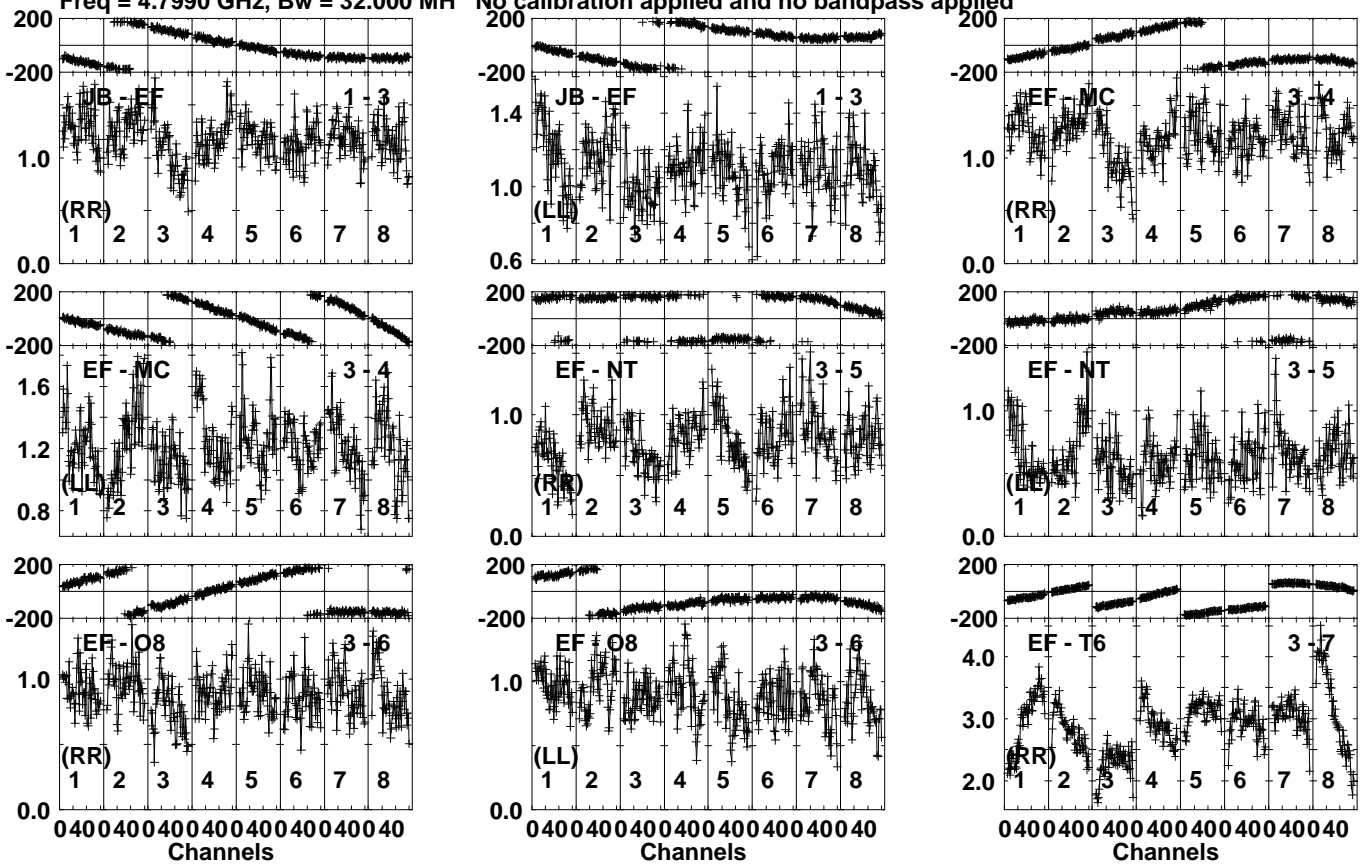 Freq = 4.7990 GHz, Bw = 32.000 MH No calibration applied and no bandpass applied
200
-200
JB - EF 1 - 3
1.0
(RR)
1 2 3 4 5 6 7 8
0.0
JB - EF 1 - 3
1.4
1.0
(LL)
1 2 3 4 5 6 7 8
0.6
200
-200
EF - MC 3 - 4
1.0
(RR)
1 2 3 4 5 6 7 8
0.0
200
-200
EF - MC 3 - 4
1.6
1.2
(LL)
0.8
1 2 3 4 5 6 7 8
200
-200
EF - NT 3 - 5
1.0
(RR)
1 2 3 4 5 6 7 8
0.0
200
-200
EF - NT 3 - 5
1.0
(LL)
1 2 3 4 5 6 7 8
0.0
200
-200
EF - O8 3 - 6
1.0
(RR)
1 2 3 4 5 6 7 8
0.0
200
-200
EF - O8 3 - 6
1.0
(LL)
1 2 3 4 5 6 7 8
0.0
200
-200
EF - T6 3 - 7
4.0
3.0
(RR)
2.0
1 2 3 4 5 6 7 8
0 40 0 40 0 40 0 40 0 40 0 40 0 40 0 40
Channels
0 40 0 40 0 40 0 40 0 40 0 40 0 40 0 40
Channels
0 40 0 40 0 40 0 40 0 40 0 40 0 40 0 40
Channels